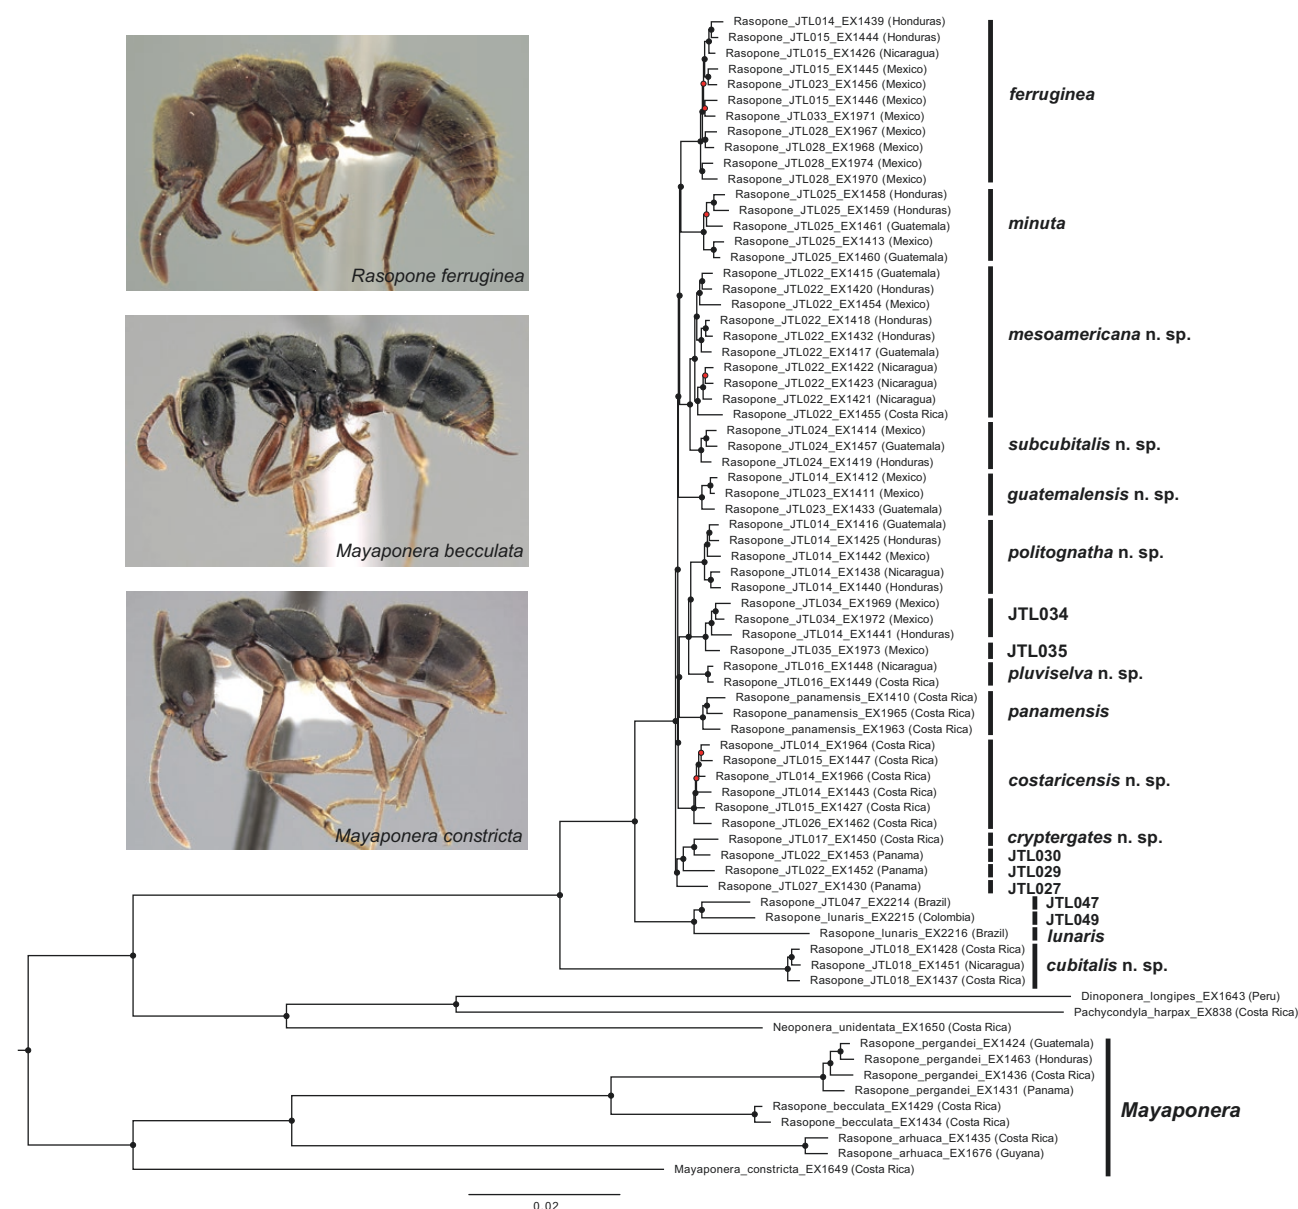 Rasopone ferruginea
Mayaponera becculata
Mayaponera constricta
Rasopone_JTL014_EX1439 (Honduras)
Rasopone_JTL015_EX1444 (Honduras)
Rasopone_JTL015_EX1426 (Nicaragua)
Rasopone_JTL015_EX1445 (Mexico)
Rasopone_JTL023_EX1456 (Mexico)
Rasopone_JTL015_EX1446 (Mexico)
Rasopone_JTL033_EX1971 (Mexico)
Rasopone_JTL028_EX1967 (Mexico)
Rasopone_JTL028_EX1968 (Mexico)
Rasopone_JTL028_EX1974 (Mexico)
Rasopone_JTL028_EX1970 (Mexico)
ferruginea
Rasopone_JTL025_EX1458 (Honduras)
Rasopone_JTL025_EX1459 (Honduras)
Rasopone_JTL025_EX1461 (Guatemala)
Rasopone_JTL025_EX1413 (Mexico)
Rasopone_JTL025_EX1460 (Guatemala)
minuta
Rasopone_JTL022_EX1415 (Guatemala)
Rasopone_JTL022_EX1420 (Honduras)
Rasopone_JTL022_EX1454 (Mexico)
Rasopone_JTL022_EX1418 (Honduras)
Rasopone_JTL022_EX1432 (Honduras)
Rasopone_JTL022_EX1417 (Guatemala)
Rasopone_JTL022_EX1422 (Nicaragua)
Rasopone_JTL022_EX1423 (Nicaragua)
Rasopone_JTL022_EX1421 (Nicaragua)
Rasopone_JTL022_EX1455 (Costa Rica)
mesoamericana n. sp.
Rasopone_JTL024_EX1414 (Mexico)
Rasopone_JTL024_EX1457 (Guatemala)
Rasopone_JTL024_EX1419 (Honduras)
subcubitalis n. sp.
Rasopone_JTL014_EX1412 (Mexico)
Rasopone_JTL023_EX1411 (Mexico)
Rasopone_JTL023_EX1433 (Guatemala)
guatemalensis n. sp.
Rasopone_JTL014_EX1416 (Guatemala)
Rasopone_JTL014_EX1425 (Honduras)
Rasopone_JTL014_EX1442 (Mexico)
Rasopone_JTL014_EX1438 (Nicaragua)
Rasopone_JTL014_EX1440 (Honduras)
politognatha n. sp.
Rasopone_JTL034_EX1969 (Mexico)
Rasopone_JTL034_EX1972 (Mexico)
Rasopone_JTL014_EX1441 (Honduras)
JTL034
Rasopone_JTL035_EX1973 (Mexico)
JTL035
Rasopone_JTL016_EX1448 (Nicaragua)
Rasopone_JTL016_EX1449 (Costa Rica)
pluviselva n. sp.
Rasopone_panamensis_EX1410 (Costa Rica)
Rasopone_panamensis_EX1965 (Costa Rica)
Rasopone_panamensis_EX1963 (Costa Rica)
panamensis
Rasopone_JTL014_EX1964 (Costa Rica)
Rasopone_JTL015_EX1447 (Costa Rica)
Rasopone_JTL014_EX1966 (Costa Rica)
Rasopone_JTL014_EX1443 (Costa Rica)
Rasopone_JTL015_EX1427 (Costa Rica)
Rasopone_JTL026_EX1462 (Costa Rica)
costaricensis n. sp.
Rasopone_JTL017_EX1450 (Costa Rica)
cryptergates n. sp.
Rasopone_JTL022_EX1453 (Panama)
JTL030
Rasopone_JTL022_EX1452 (Panama)
JTL029
Rasopone_JTL027_EX1430 (Panama)
JTL027
Rasopone_JTL047_EX2214 (Brazil)
JTL047
Rasopone_lunaris_EX2215 (Colombia)
JTL049
Rasopone_lunaris_EX2216 (Brazil)
lunaris
Rasopone_JTL018_EX1428 (Costa Rica)
Rasopone_JTL018_EX1451 (Nicaragua)
Rasopone_JTL018_EX1437 (Costa Rica)
cubitalis n. sp.
Dinoponera_longipes_EX1643 (Peru)
Pachycondyla_harpax_EX838 (Costa Rica)
Neoponera_unidentata_EX1650 (Costa Rica)
Rasopone_pergandei_EX1424 (Guatemala)
Rasopone_pergandei_EX1463 (Honduras)
Rasopone_pergandei_EX1436 (Costa Rica)
Rasopone_pergandei_EX1431 (Panama)
Rasopone_becculata_EX1429 (Costa Rica)
Rasopone_becculata_EX1434 (Costa Rica)
Rasopone_arhuaca_EX1435 (Costa Rica)
Rasopone_arhuaca_EX1676 (Guyana)
Mayaponera_constricta_EX1649 (Costa Rica)
Mayaponera
0.02